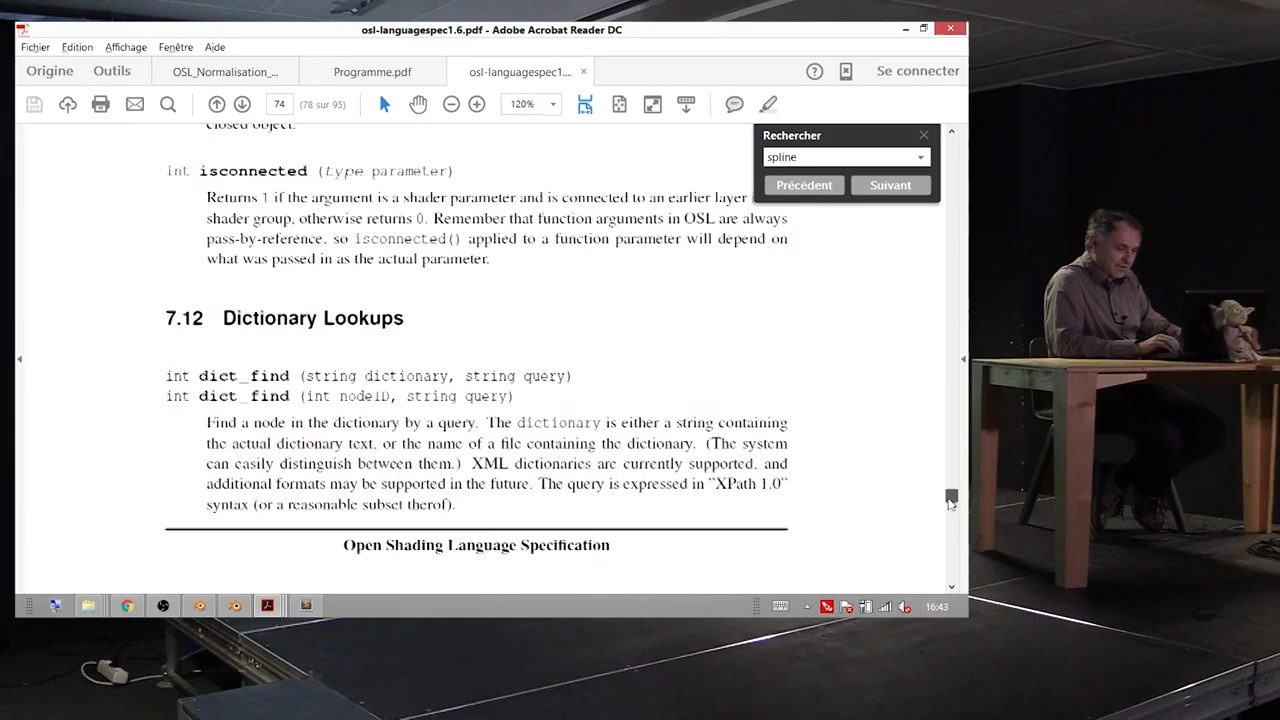 osl-languagespec1.6.pdf - Adobe Acrobat Reader DC
Fichier Edition Affichage Fenêtre Aide
Origine Outils OSL_Normalisation_... Programme.pdf osl-languagespec1.... Se connecter
74 (78 sur 95) 120%
closed object.
Rechercher
spline
Précédent Suivant
int isconnected (type parameter)
Returns 1 if the argument is a shader parameter and is connected to an earlier layer
shader group, otherwise returns 0. Remember that function arguments in OSL are always
pass-by-reference, so isconnected() applied to a function parameter will depend on
what was passed in as the actual parameter.
7.12 Dictionary Lookups
int dict_find (string dictionary, string query)
int dict_find (int nodeID, string query)
Find a node in the dictionary by a query. The dictionary is either a string containing
the actual dictionary text, or the name of a file containing the dictionary. (The system
can easily distinguish between them.) XML dictionaries are currently supported, and
additional formats may be supported in the future. The query is expressed in "XPath 1.0"
syntax (or a reasonable subset therof).
Open Shading Language Specification
16:43